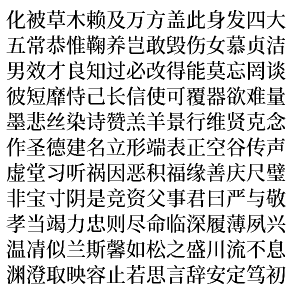 化被草木赖及万方盖此身发四大
五常恭惟鞠养岂敢毁伤女慕贞洁
男效才良知过必改得能莫忘罔谈
彼短靡恃己长信使可覆器欲难量
墨悲丝染诗赞羔羊景行维贤克念
作圣德建名立形端表正空谷传声
虚堂习听祸因恶积福缘善庆尺璧
非宝寸阴是竞资父事君曰严与敬
孝当竭力忠则尽命临深履薄夙兴
温凊似兰斯馨如松之盛川流不息
渊澄取映容止若思言辞安定笃初